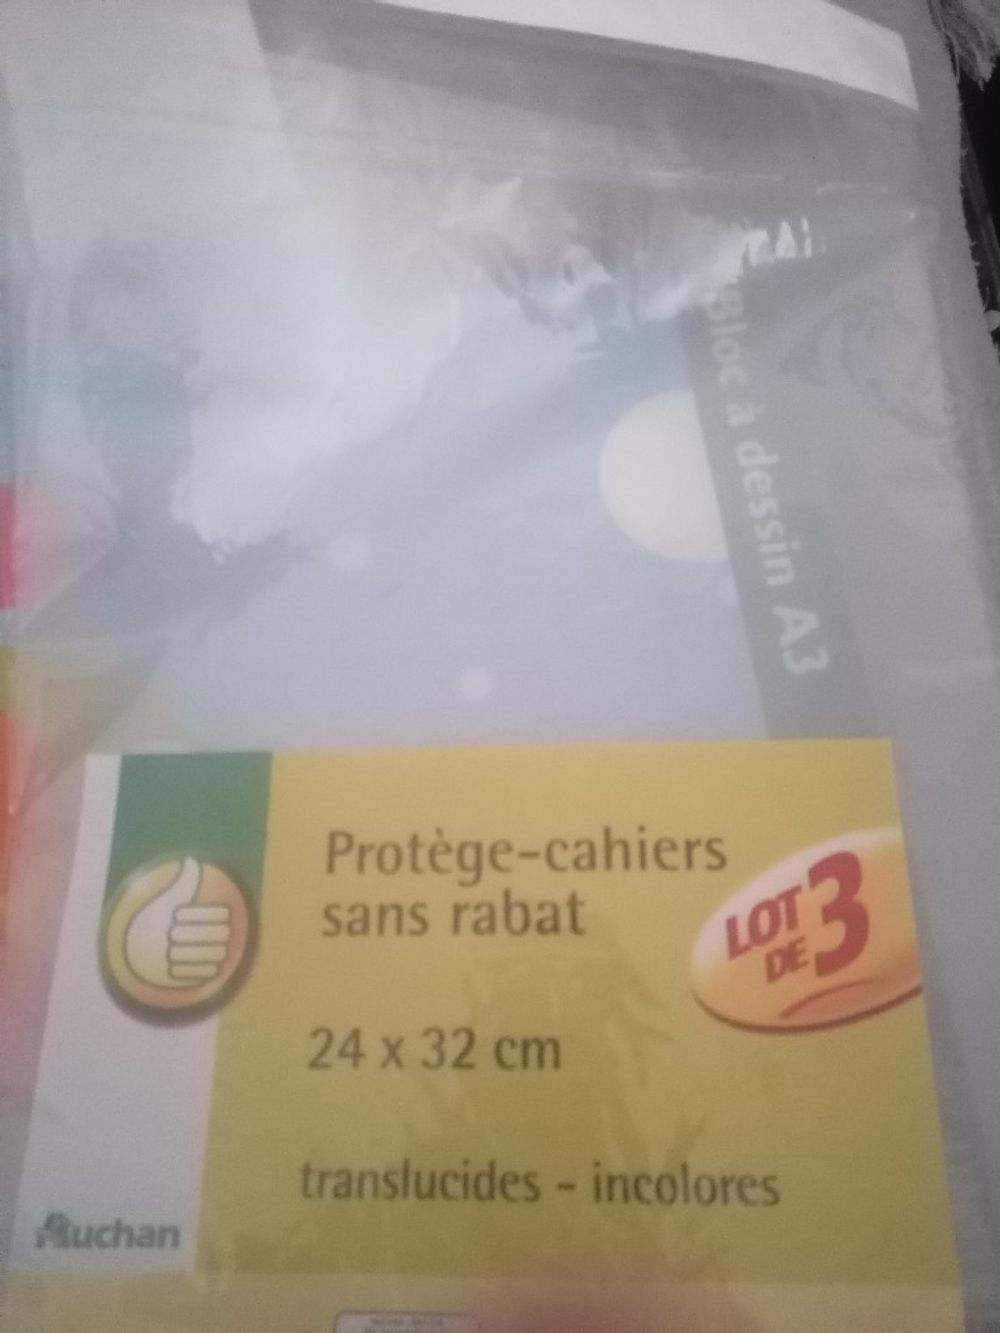 Bloc à dessin A3
Protège-cahiers
sans rabat
LOT
DE 3
24 x 32 cm
translucides - incolores
Auchan